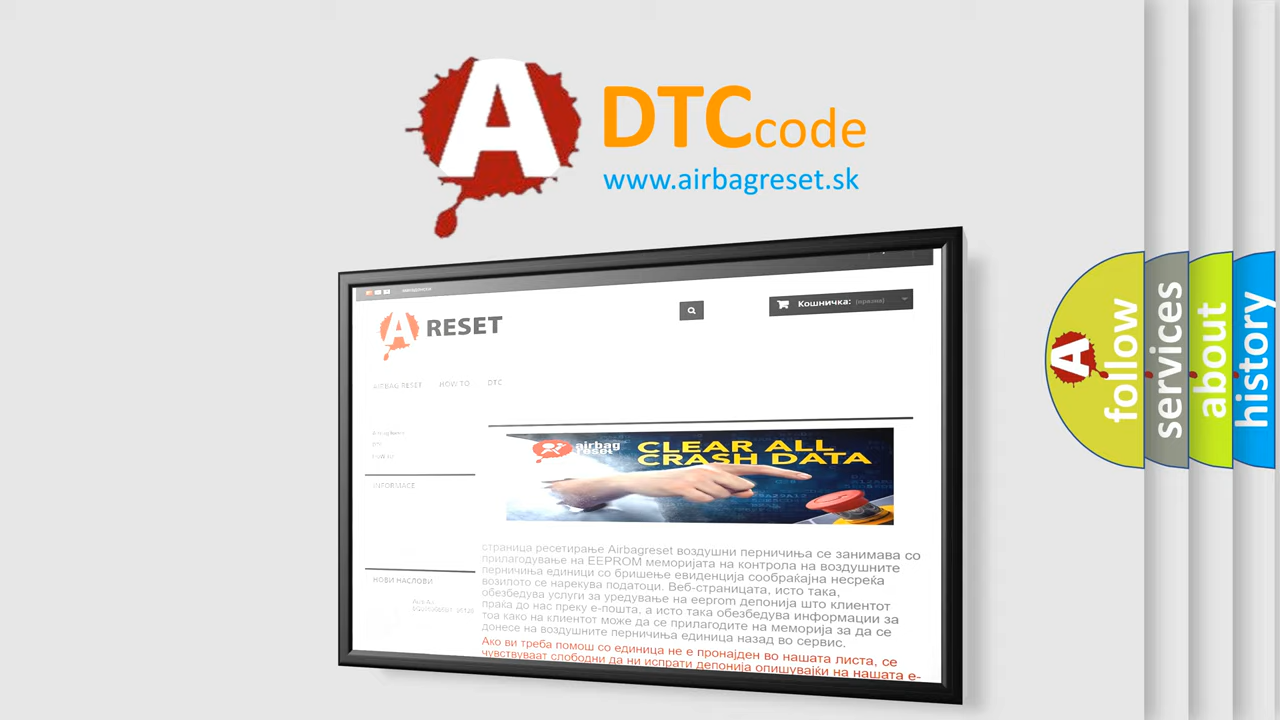 A
DTCcode
www.airbagreset.sk
A RESET
Кошничка: (празна)
AIRBAG RESET HOW TO DTC
INFORMACE
НОВИ НАСЛОВИ
airbag
reset
CLEAR ALL
CRASH DATA
страница ресетирање Airbagreset воздушни перничиња се занимава со
прилагодување на EEPROM меморијата на контрола на воздушните
перничиња единици со бришење евиденција сообраќајна несреќа
возилото се нарекува податоци. Веб-страницата, исто така,
обезбедува услуги за уредување на eeprom депонија што клиентот
праќа до нас преку е-пошта, а исто така обезбедува информации за
тоа како на клиентот може да се прилагодите на меморија за да се
донесе на воздушните перничиња единица назад во сервис.
Ако ви треба помош со единица не е пронајден во нашата листа, се
чувствуваат слободни да ни испрати депонија опишувајќи на нашата е-
A
follow
services
about
history